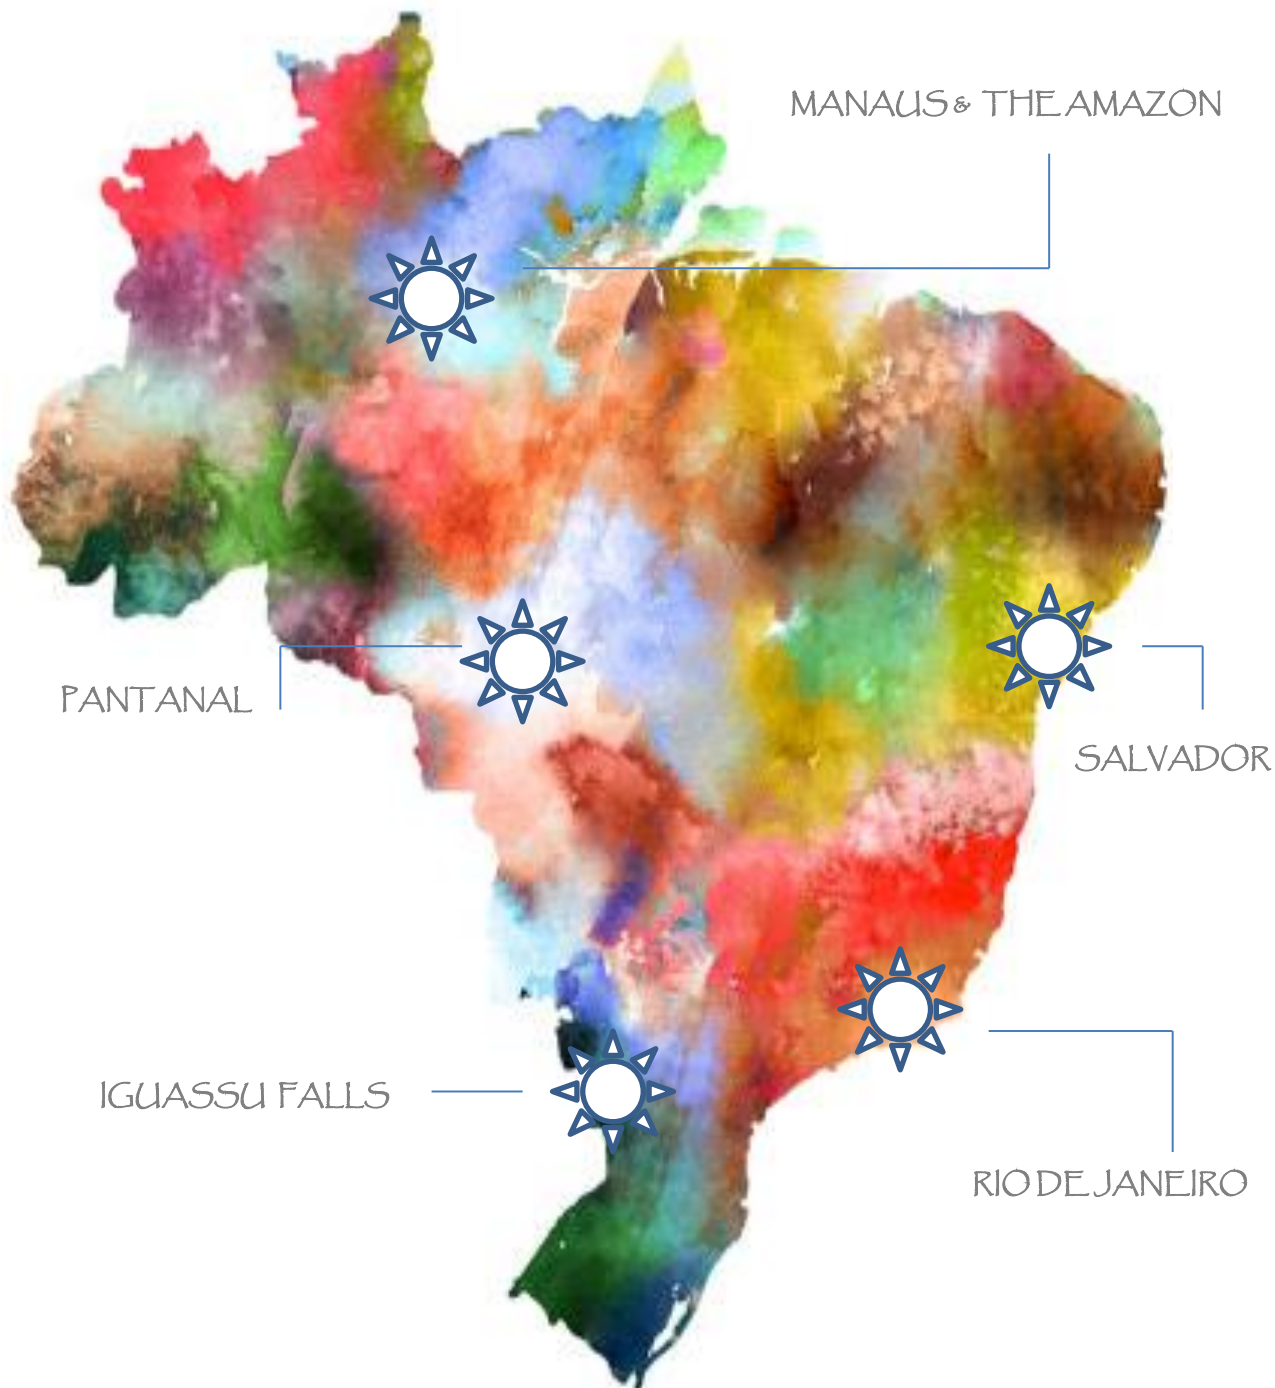 MANAUS & THE AMAZON
PANTANAL
SALVADOR
IGUASSU FALLS
RIO DE JANEIRO